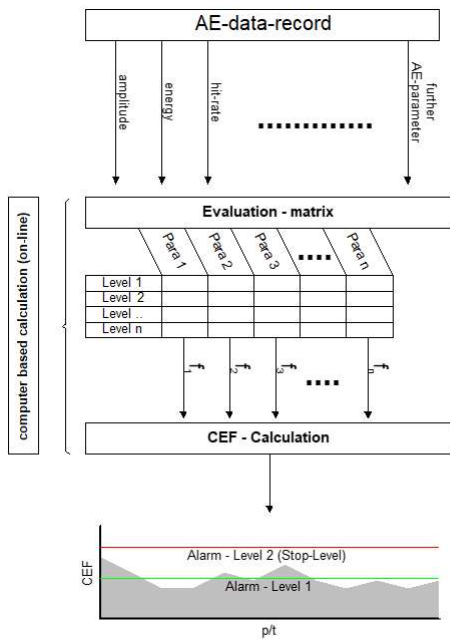 AE-data-record
amplitude
energy
hit-rate
further
AE-parameter
computer based calculation (on-line)
Evaluation - matrix
Para 1
Para 2
Para 3
Para n
Level 1
Level 2
Level ..
Level n
f1
f2
f3
fn
CEF - Calculation
CEF
Alarm - Level 2 (Stop-Level)
Alarm - Level 1
p/t